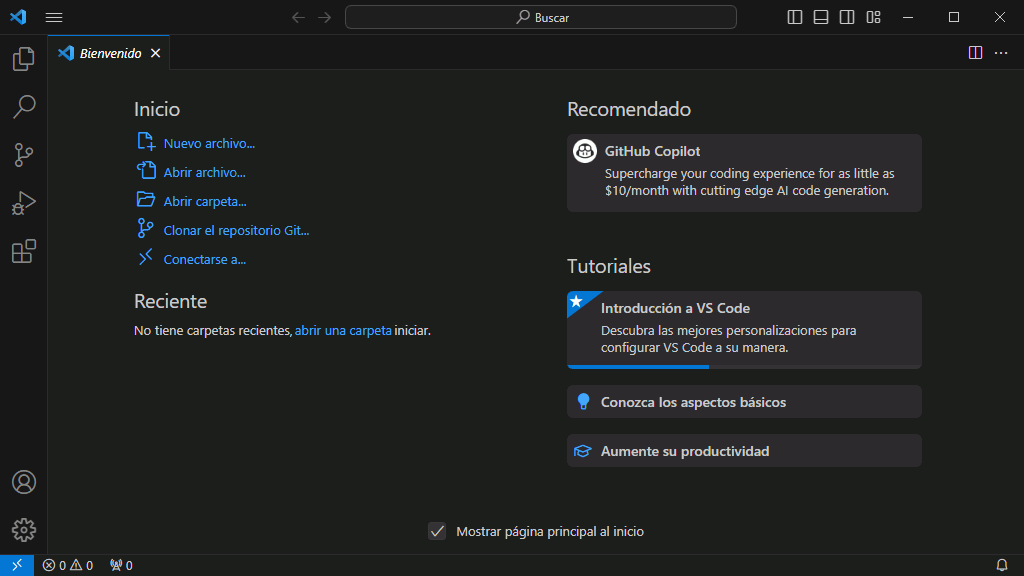 Buscar
Bienvenido
Inicio
Nuevo archivo...
Abrir archivo...
Abrir carpeta...
Clonar el repositorio Git...
Conectarse a...
Reciente
No tiene carpetas recientes, abrir una carpeta iniciar.
Recomendado
GitHub Copilot
Supercharge your coding experience for as little as
$10/month with cutting edge AI code generation.
Tutoriales
Introducción a VS Code
Descubra las mejores personalizaciones para
configurar VS Code a su manera.
Conozca los aspectos básicos
Aumente su productividad
Mostrar página principal al inicio
0 0 0